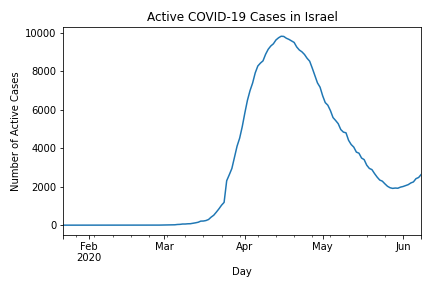 Active COVID-19 Cases in Israel
Number of Active Cases
10000
8000
6000
4000
2000
0
Feb
2020
Mar
Apr
May
Jun
Day